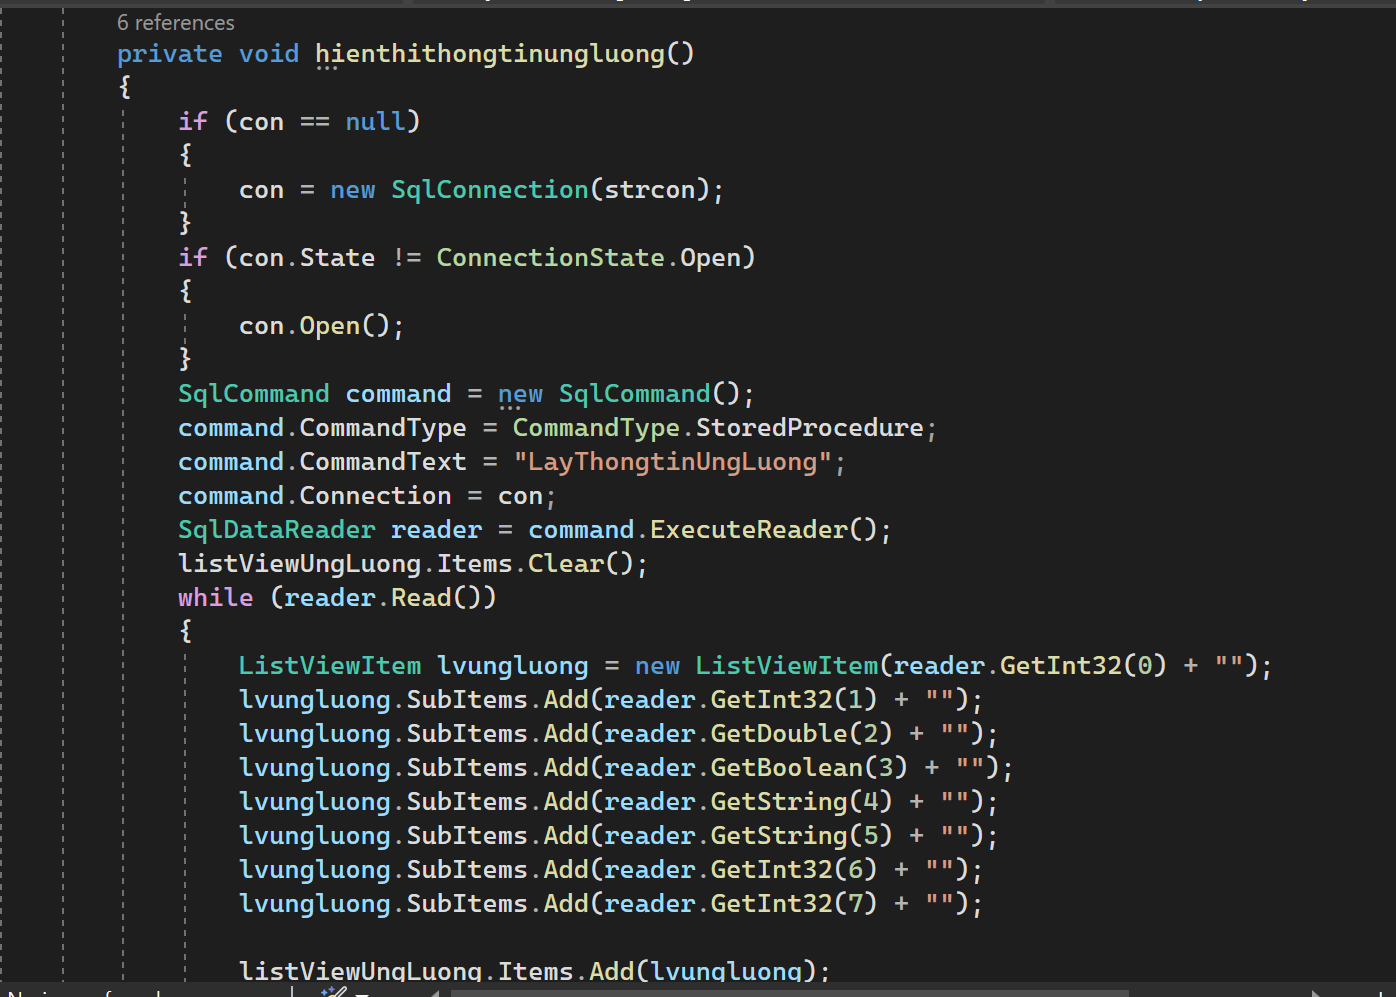 6 references
private void hienthithongtinungluong()
{
if (con == null)
{
con = new SqlConnection(strcon);
}
if (con.State != ConnectionState.Open)
{
con.Open();
}
SqlCommand command = new SqlCommand();
command.CommandType = CommandType.StoredProcedure;
command.CommandText = "LayThongtinUngLuong";
command.Connection = con;
SqlDataReader reader = command.ExecuteReader();
listViewUngLuong.Items.Clear();
while (reader.Read())
{
ListViewItem lvungluong = new ListViewItem(reader.GetInt32(0) + "");
lvungluong.SubItems.Add(reader.GetInt32(1) + "");
lvungluong.SubItems.Add(reader.GetDouble(2) + "");
lvungluong.SubItems.Add(reader.GetBoolean(3) + "");
lvungluong.SubItems.Add(reader.GetString(4) + "");
lvungluong.SubItems.Add(reader.GetString(5) + "");
lvungluong.SubItems.Add(reader.GetInt32(6) + "");
lvungluong.SubItems.Add(reader.GetInt32(7) + "");
listViewUngLuong.Items.Add(lvungluong);